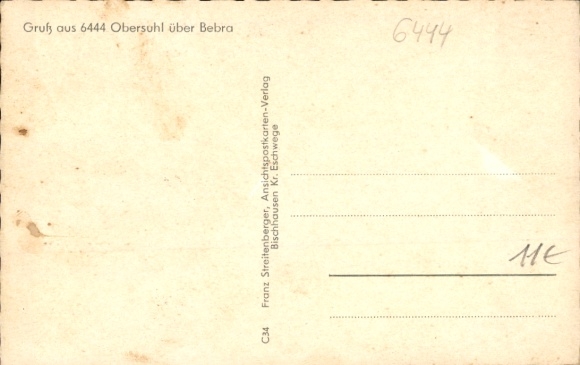 Gruß aus 6444 Obersuhl über Bebra
6444
C34 Franz Streitenberger, Ansichtspostkarten-Verlag
Bischhausen Kr. Eschwege
11€